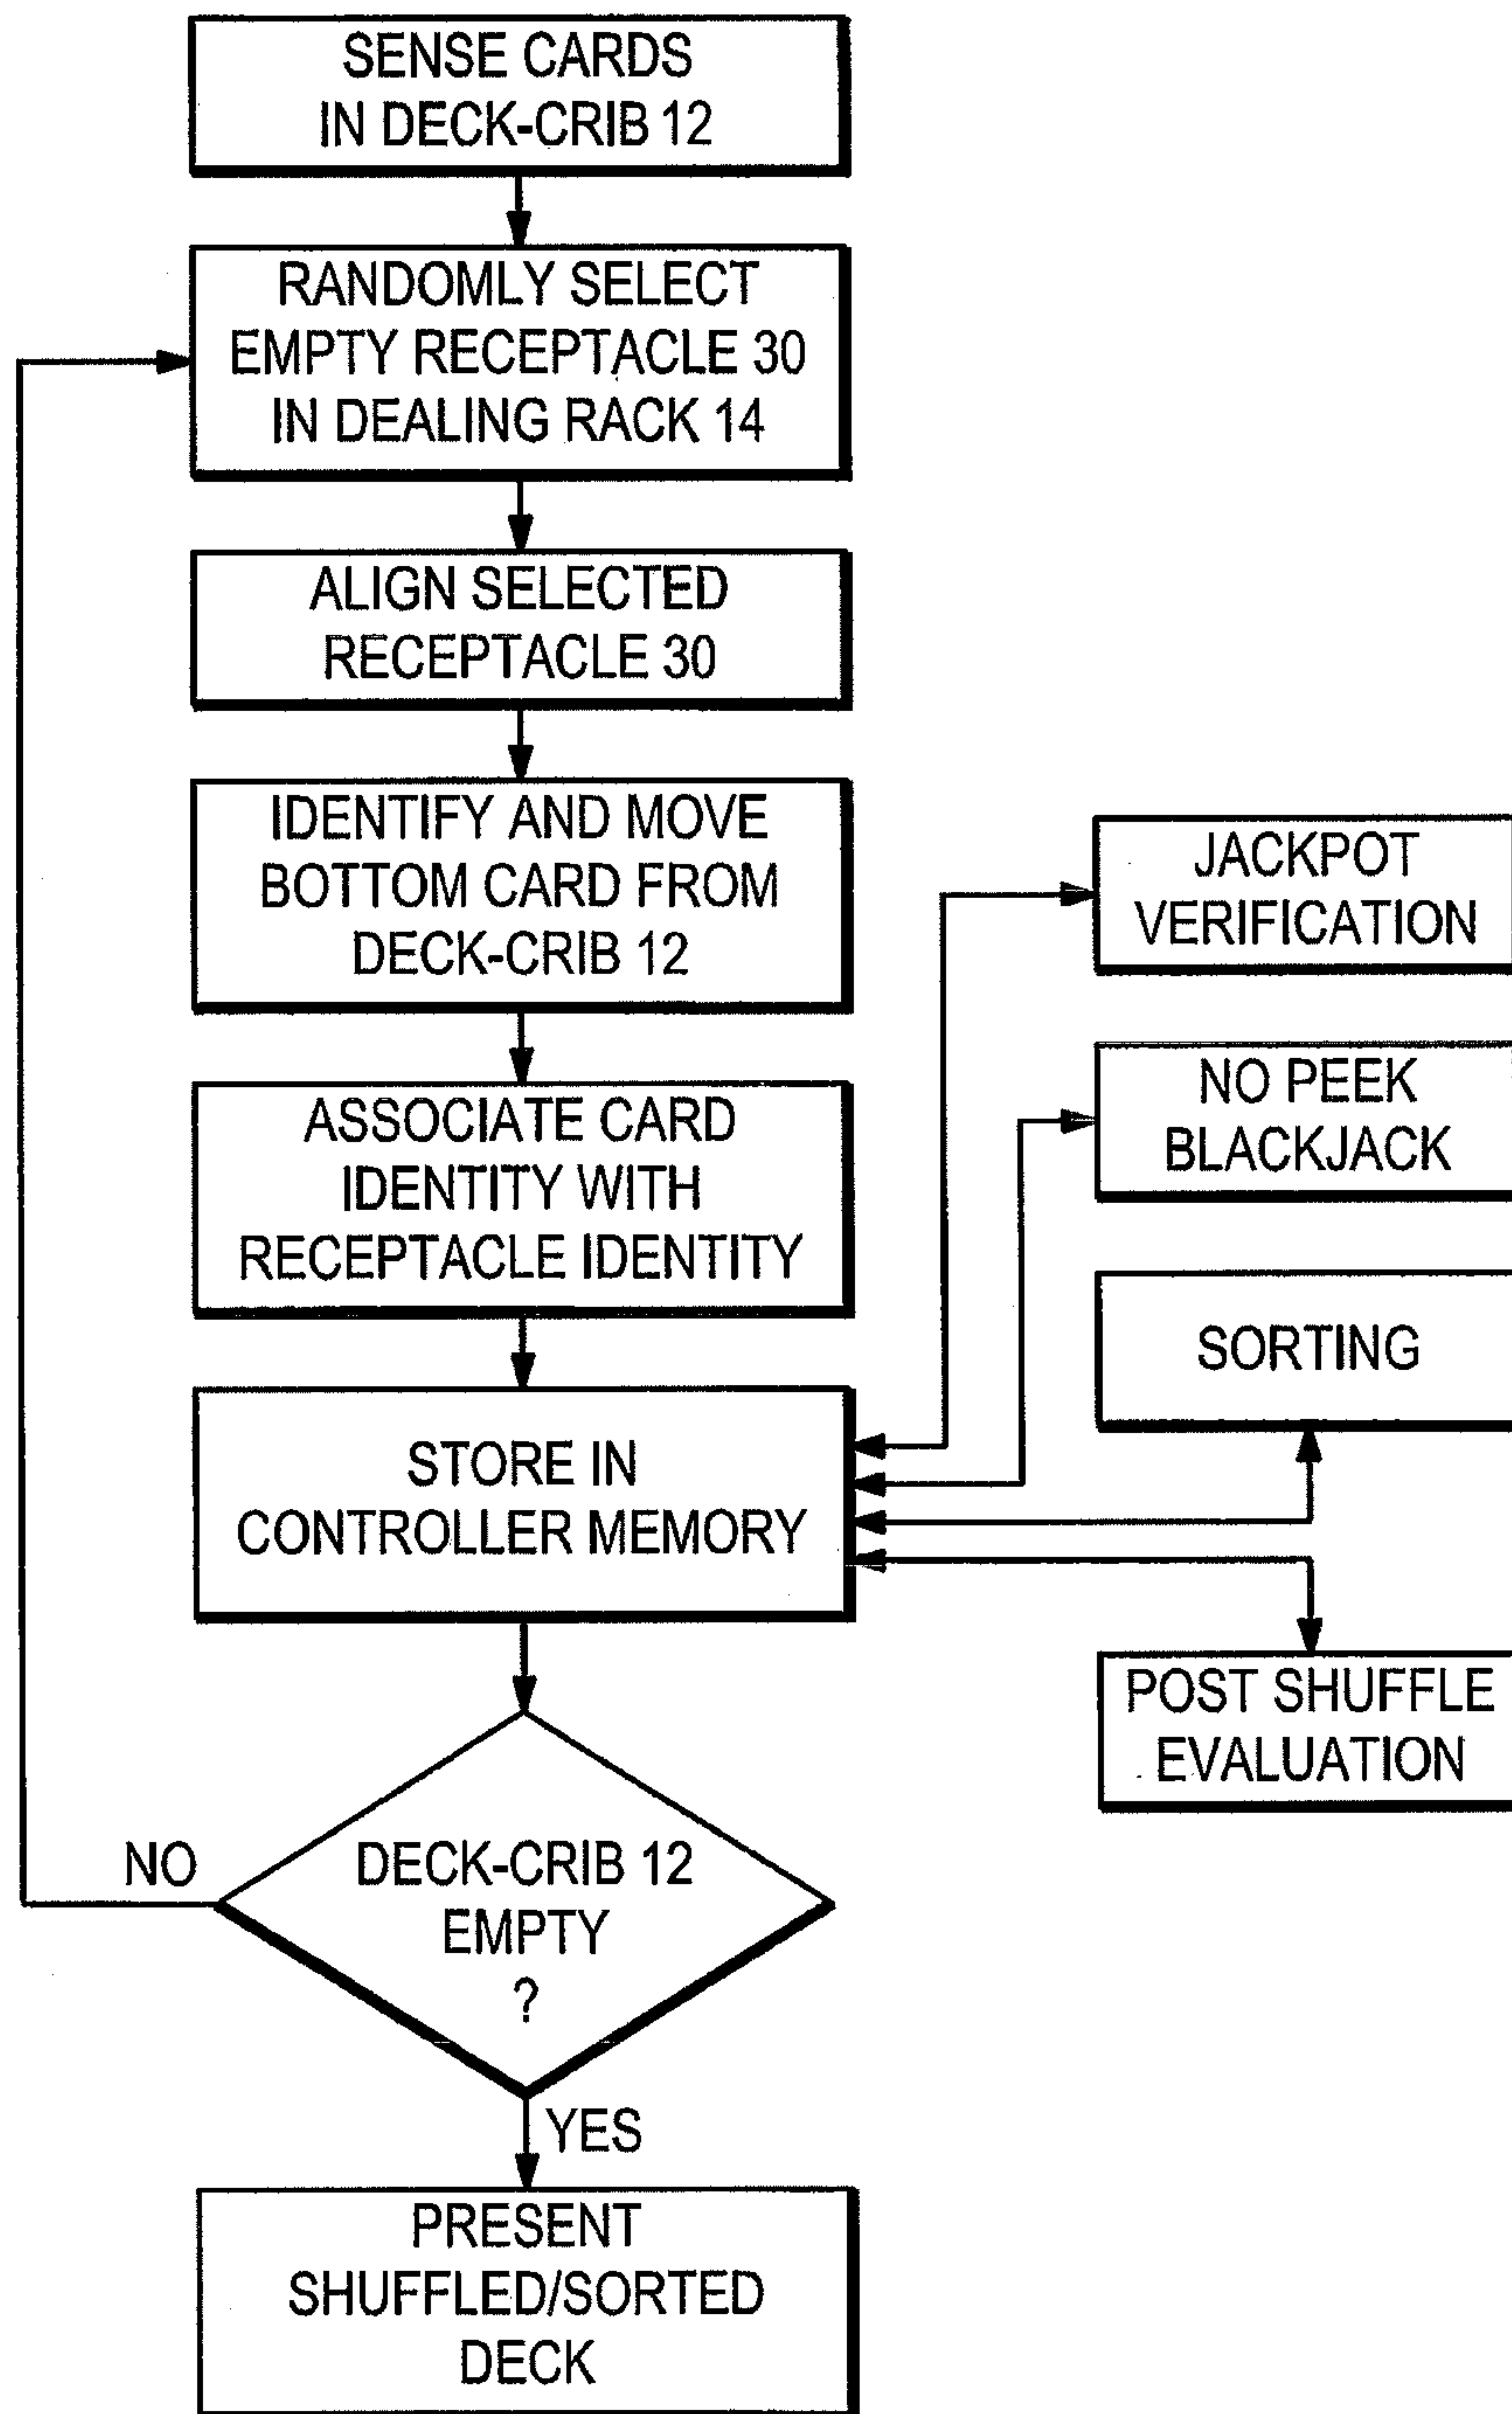 SENSE CARDS
IN DECK-CRIB 12
RANDOMLY SELECT
EMPTY RECEPTACLE 30
IN DEALING RACK 14
ALIGN SELECTED
RECEPTACLE 30
IDENTIFY AND MOVE
BOTTOM CARD FROM
DECK-CRIB 12
ASSOCIATE CARD
IDENTITY WITH
RECEPTACLE IDENTITY
STORE IN
CONTROLLER MEMORY
JACKPOT
VERIFICATION
NO PEEK
BLACKJACK
SORTING
POST SHUFFLE
EVALUATION
DECK-CRIB 12
EMPTY
?
NO
YES
PRESENT
SHUFFLED/SORTED
DECK